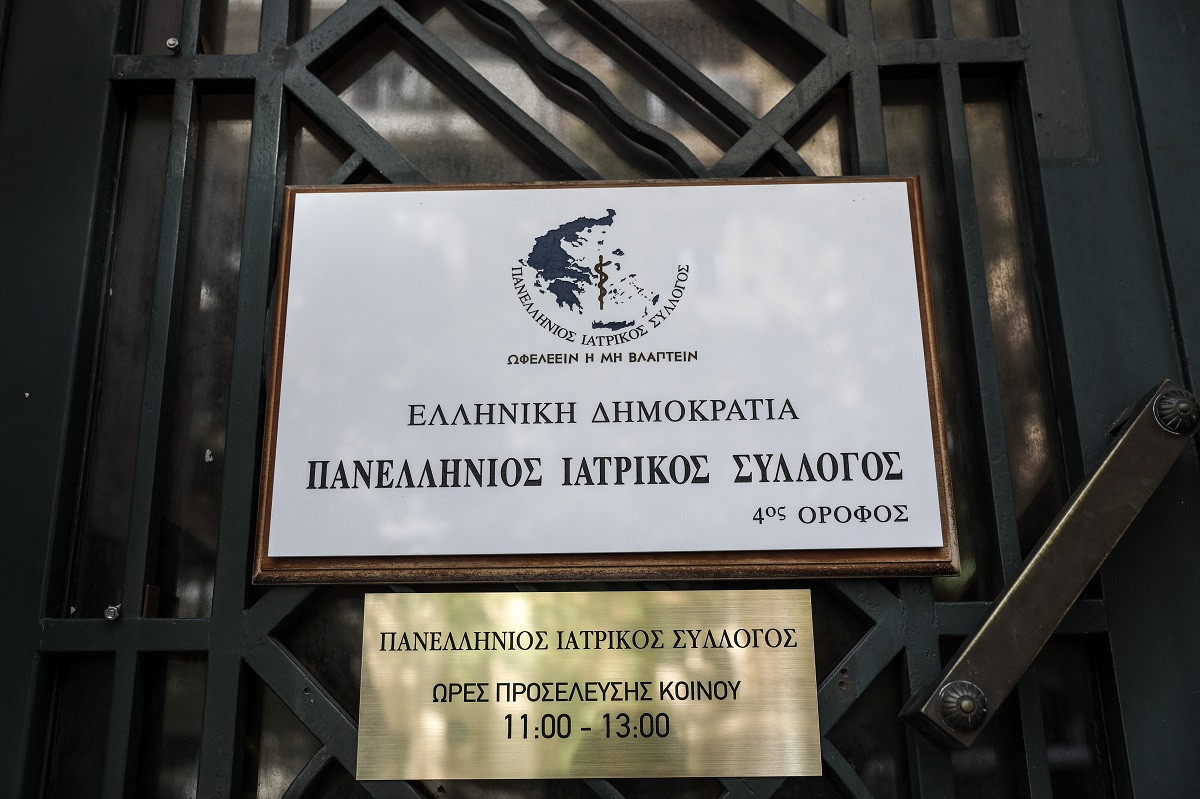 ΠΑΝΕΛΛΗΝΙΟΣ ΙΑΤΡΙΚΟΣ ΣΥΛΛΟΓΟΣ
ΩΦΕΛΕΕΙΝ Η ΜΗ ΒΛΑΠΤΕΙΝ
ΕΛΛΗΝΙΚΗ ΔΗΜΟΚΡΑΤΙΑ
ΠΑΝΕΛΛΗΝΙΟΣ ΙΑΤΡΙΚΟΣ ΣΥΛΛΟΓΟΣ
4ος ΟΡΟΦΟΣ
ΠΑΝΕΛΛΗΝΙΟΣ ΙΑΤΡΙΚΟΣ ΣΥΛΛΟΓΟΣ
ΩΡΕΣ ΠΡΟΣΕΛΕΥΣΗΣ ΚΟΙΝΟΥ
11:00 - 13:00